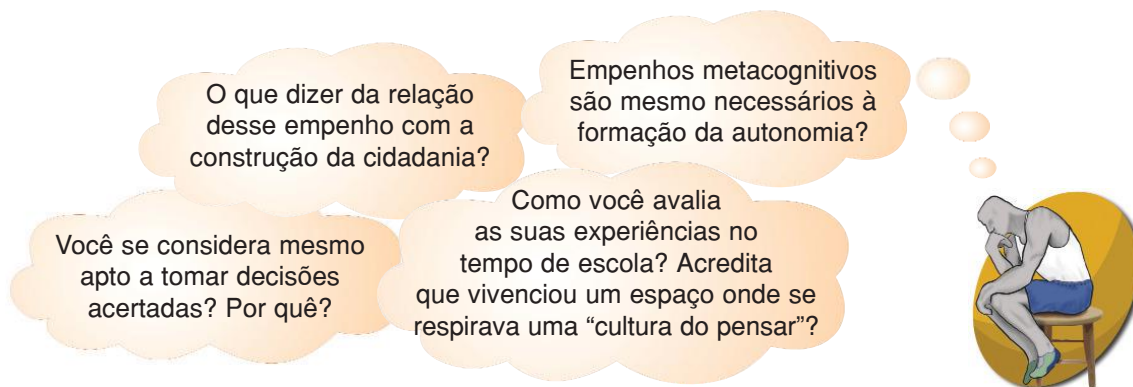 O que dizer da relação
desse empenho com a
construção da cidadania?
Empenhos metacognitivos
são mesmo necessários à
formação da autonomia?
Você se considera mesmo
apto a tomar decisões
acertadas? Por quê?
Como você avalia
as suas experiências no
tempo de escola? Acredita
que vivenciou um espaço onde se
respirava uma “cultura do pensar”?